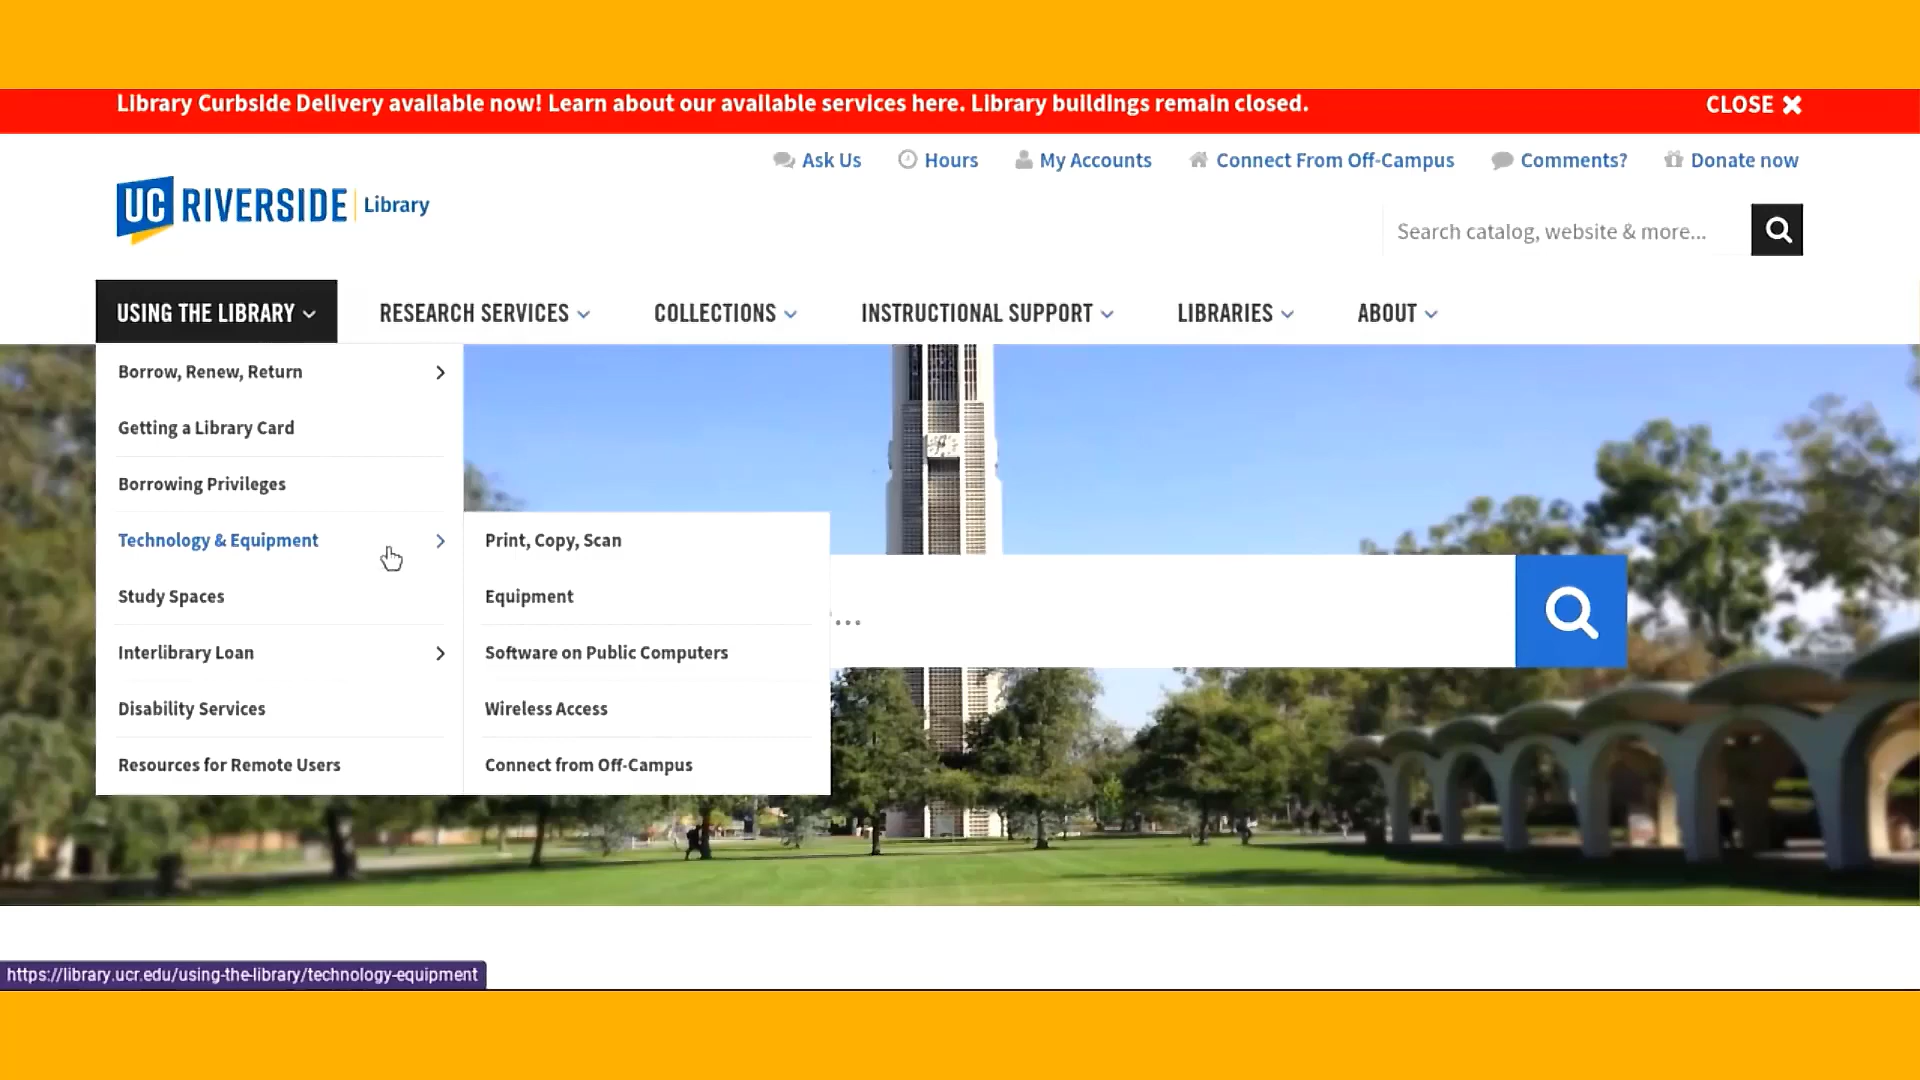 Library Curbside Delivery available now! Learn about our available services here. Library buildings remain closed.
CLOSE
Ask Us
Hours
My Accounts
Connect From Off-Campus
Comments?
Donate now
UC RIVERSIDE Library
Search catalog, website & more...
USING THE LIBRARY
RESEARCH SERVICES
COLLECTIONS
INSTRUCTIONAL SUPPORT
LIBRARIES
ABOUT
Borrow, Renew, Return
Getting a Library Card
Borrowing Privileges
Technology & Equipment
Study Spaces
Interlibrary Loan
Disability Services
Resources for Remote Users
Print, Copy, Scan
Equipment
Software on Public Computers
Wireless Access
Connect from Off-Campus
...
https://library.ucr.edu/using-the-library/technology-equipment